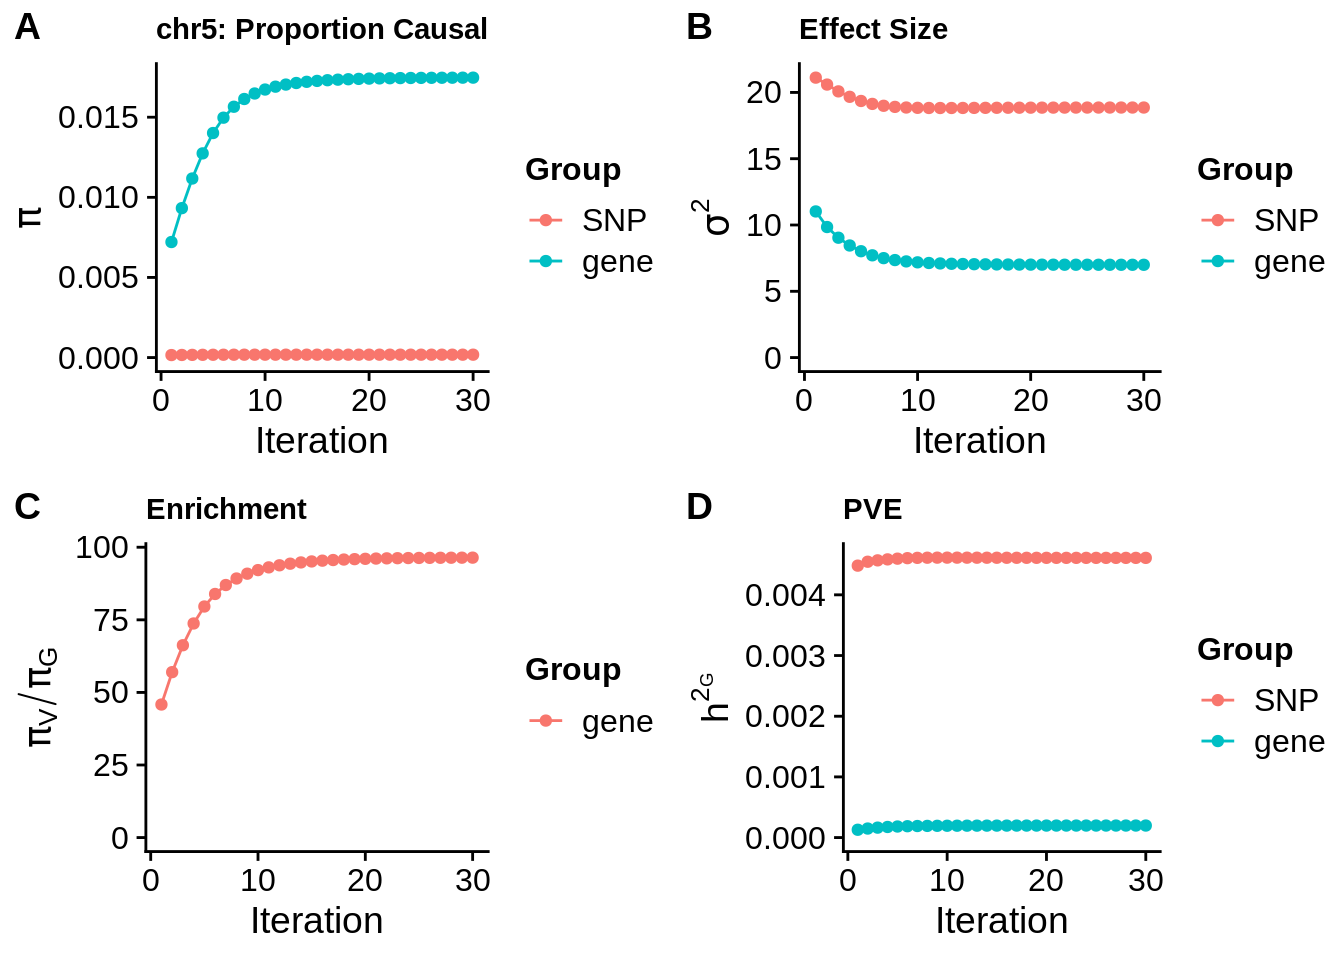 A
chr5: Proportion Causal
π
0.015
0.010
0.005
0.000
0 10 20 30
Iteration
Group
SNP
gene
B
Effect Size
σ²
20
15
10
5
0
0 10 20 30
Iteration
Group
SNP
gene
C
Enrichment
πV/πG
100
75
50
25
0
0 10 20 30
Iteration
Group
gene
D
PVE
h2G
0.004
0.003
0.002
0.001
0.000
0 10 20 30
Iteration
Group
SNP
gene